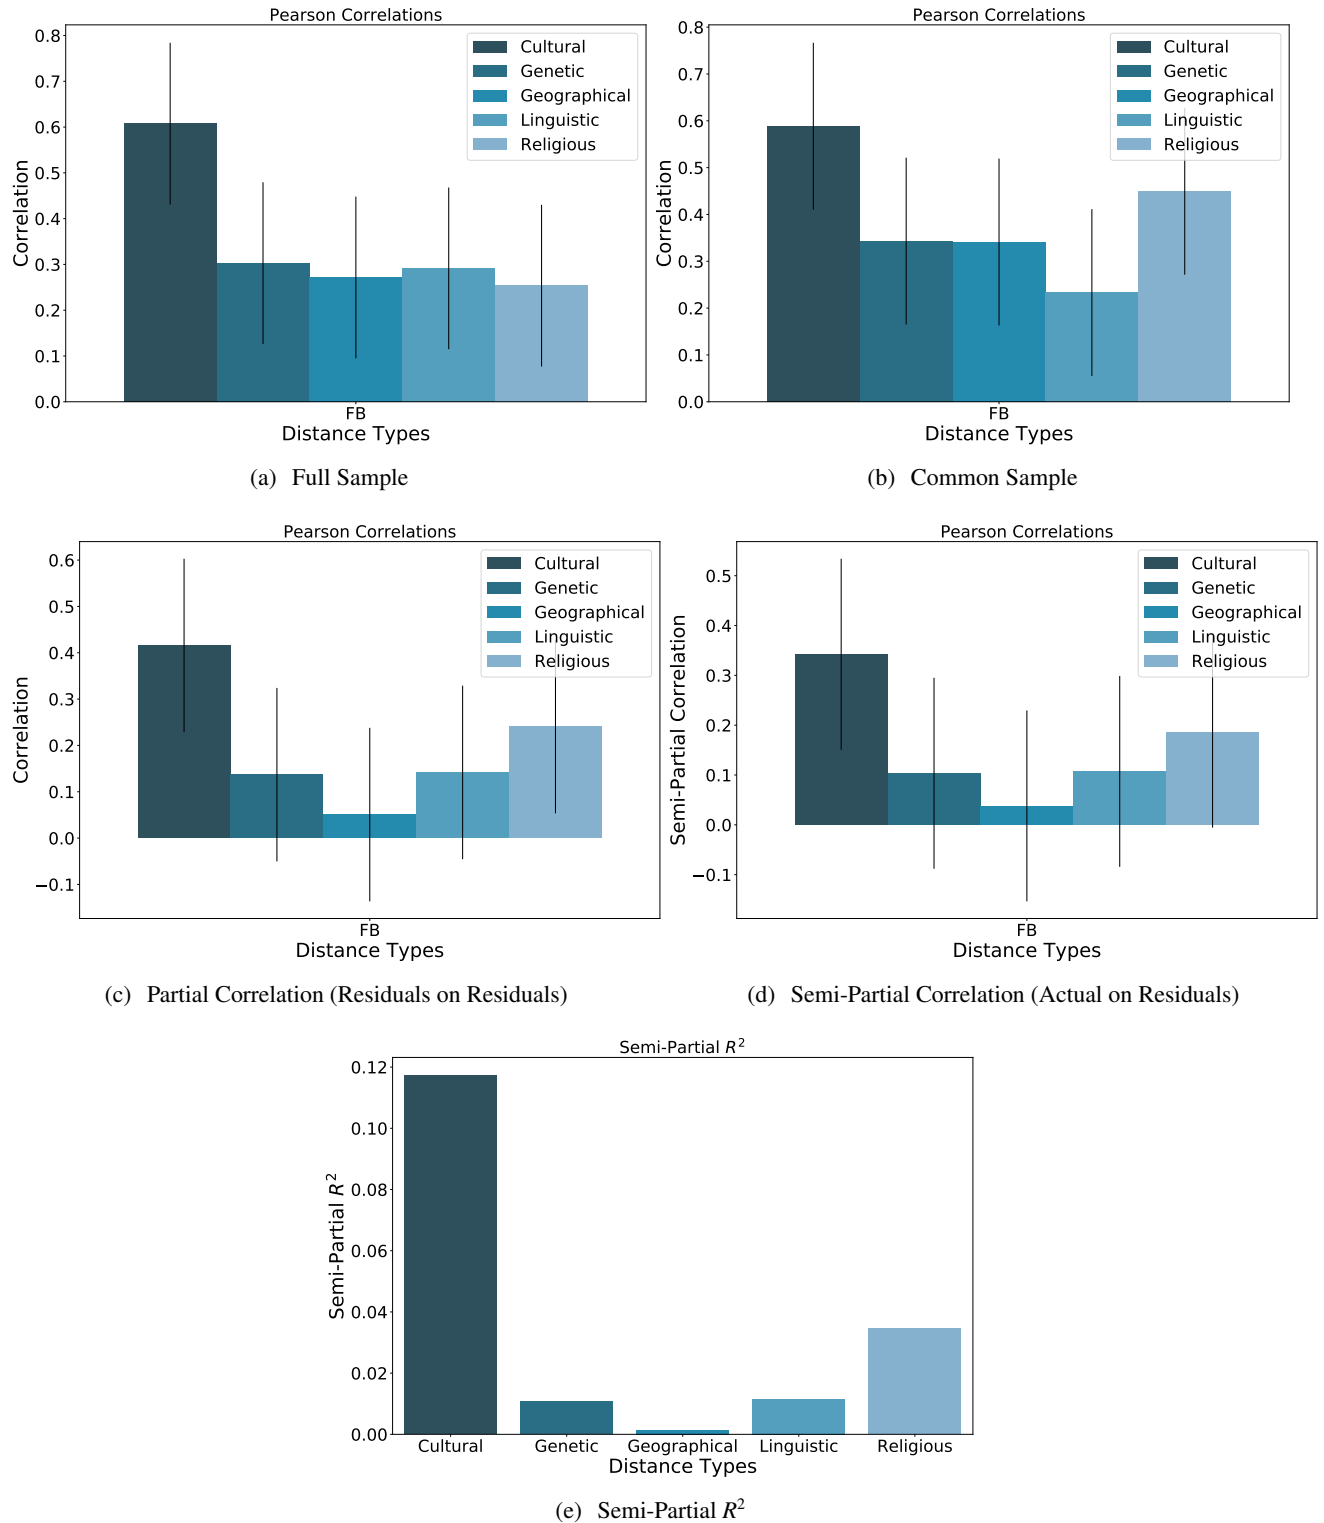 Pearson Correlations
0.8
0.7
0.6
0.5
0.4
0.3
0.2
0.1
0.0
Correlation
Cultural
Genetic
Geographical
Linguistic
Religious
FB
Distance Types
(a) Full Sample
Pearson Correlations
0.8
0.7
0.6
0.5
0.4
0.3
0.2
0.1
0.0
Correlation
Cultural
Genetic
Geographical
Linguistic
Religious
FB
Distance Types
(b) Common Sample
Pearson Correlations
0.6
0.5
0.4
0.3
0.2
0.1
0.0
−0.1
Correlation
Cultural
Genetic
Geographical
Linguistic
Religious
FB
Distance Types
(c) Partial Correlation (Residuals on Residuals)
Pearson Correlations
0.5
0.4
0.3
0.2
0.1
0.0
−0.1
Semi-Partial Correlation
Cultural
Genetic
Geographical
Linguistic
Religious
FB
Distance Types
(d) Semi-Partial Correlation (Actual on Residuals)
Semi-Partial R²
0.12
0.10
0.08
0.06
0.04
0.02
0.00
Semi-Partial R²
Cultural Genetic Geographical Linguistic Religious
Distance Types
(e) Semi-Partial R²